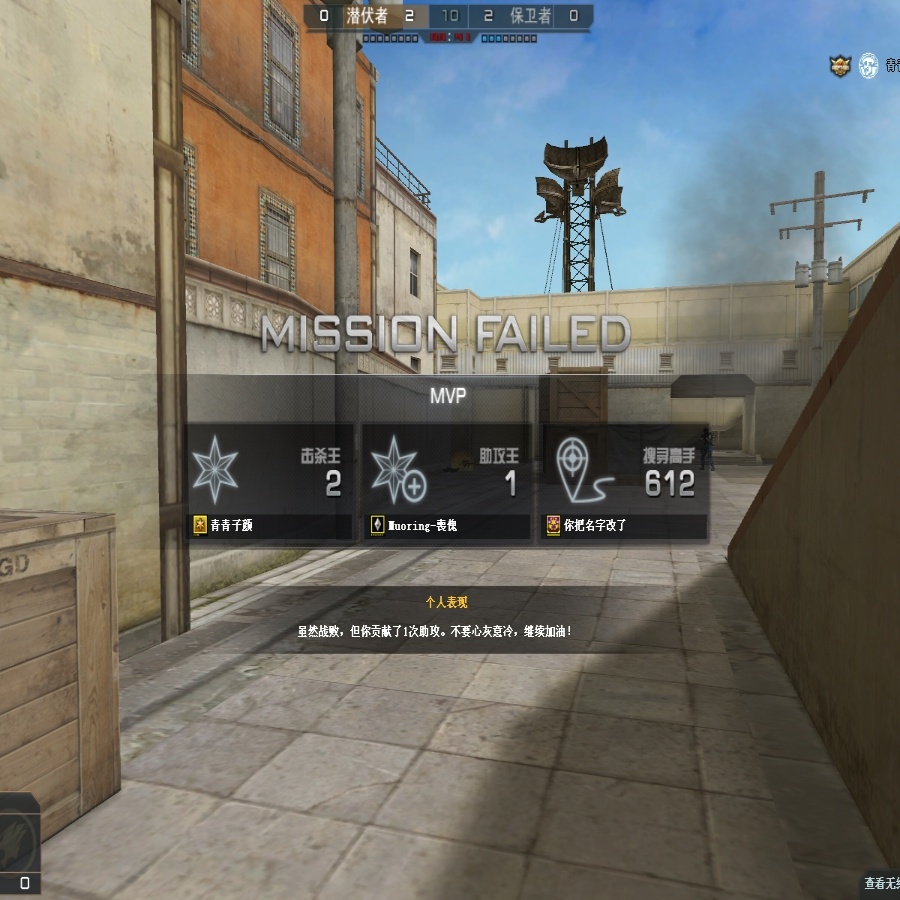 0 潜伏者 2 10 2 保卫者 0
MISSION FAILED
MVP
击杀王
2
助攻王
1
搜寻高手
612
青青子颜
Muoring-丧傀
你把名字改了
个人表现
虽然战败，但你贡献了1次助攻。不要心灰意冷，继续加油！
GD
0
查看无